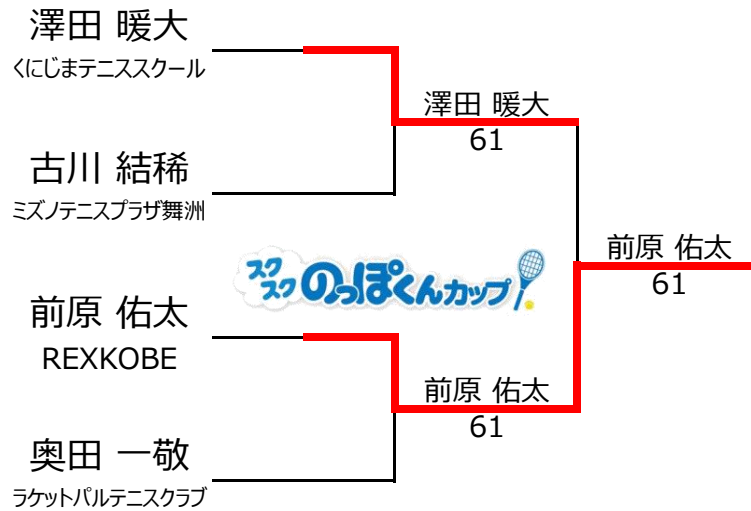 澤田 暖大
くにじまテニススクール
澤田 暖大
61
古川 結稀
ミズノテニスプラザ舞洲
スクスク のっぽくんカップ
前原 佑太
61
前原 佑太
REXKOBE
前原 佑太
61
奥田 一敬
ラケットパルテニスクラブ